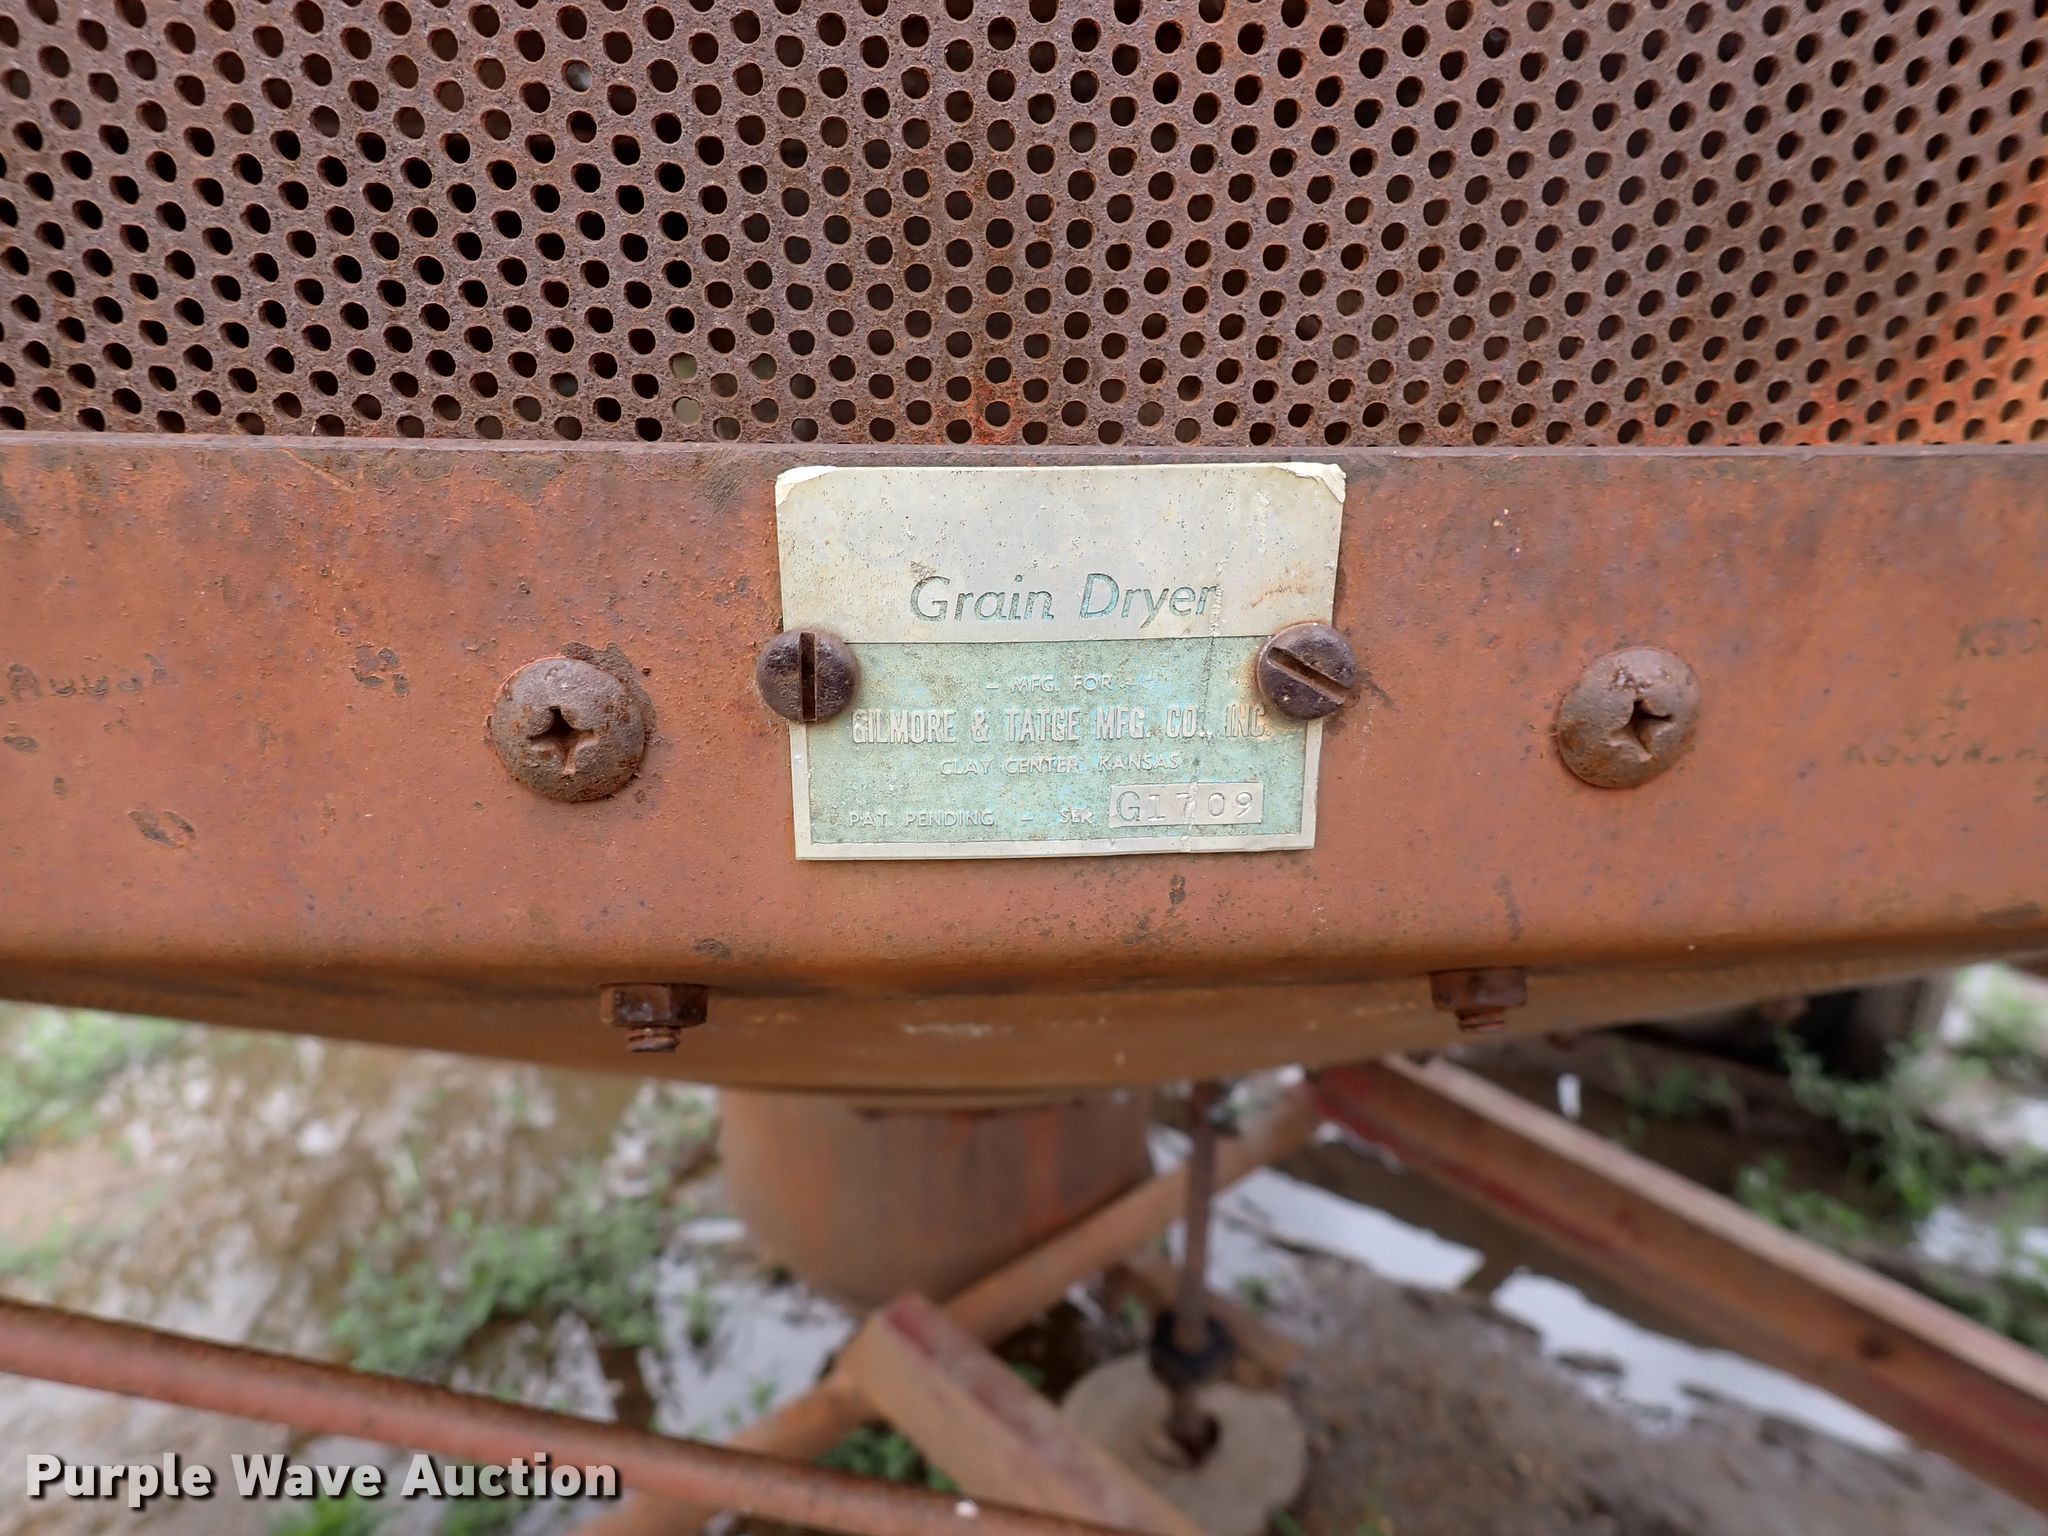 Grain Dryer
- MFG. FOR -
GILMORE & TATGE MFG. CO., INC.
CLAY CENTER, KANSAS
PAT. PENDING - SER. G1709
Purple Wave Auction